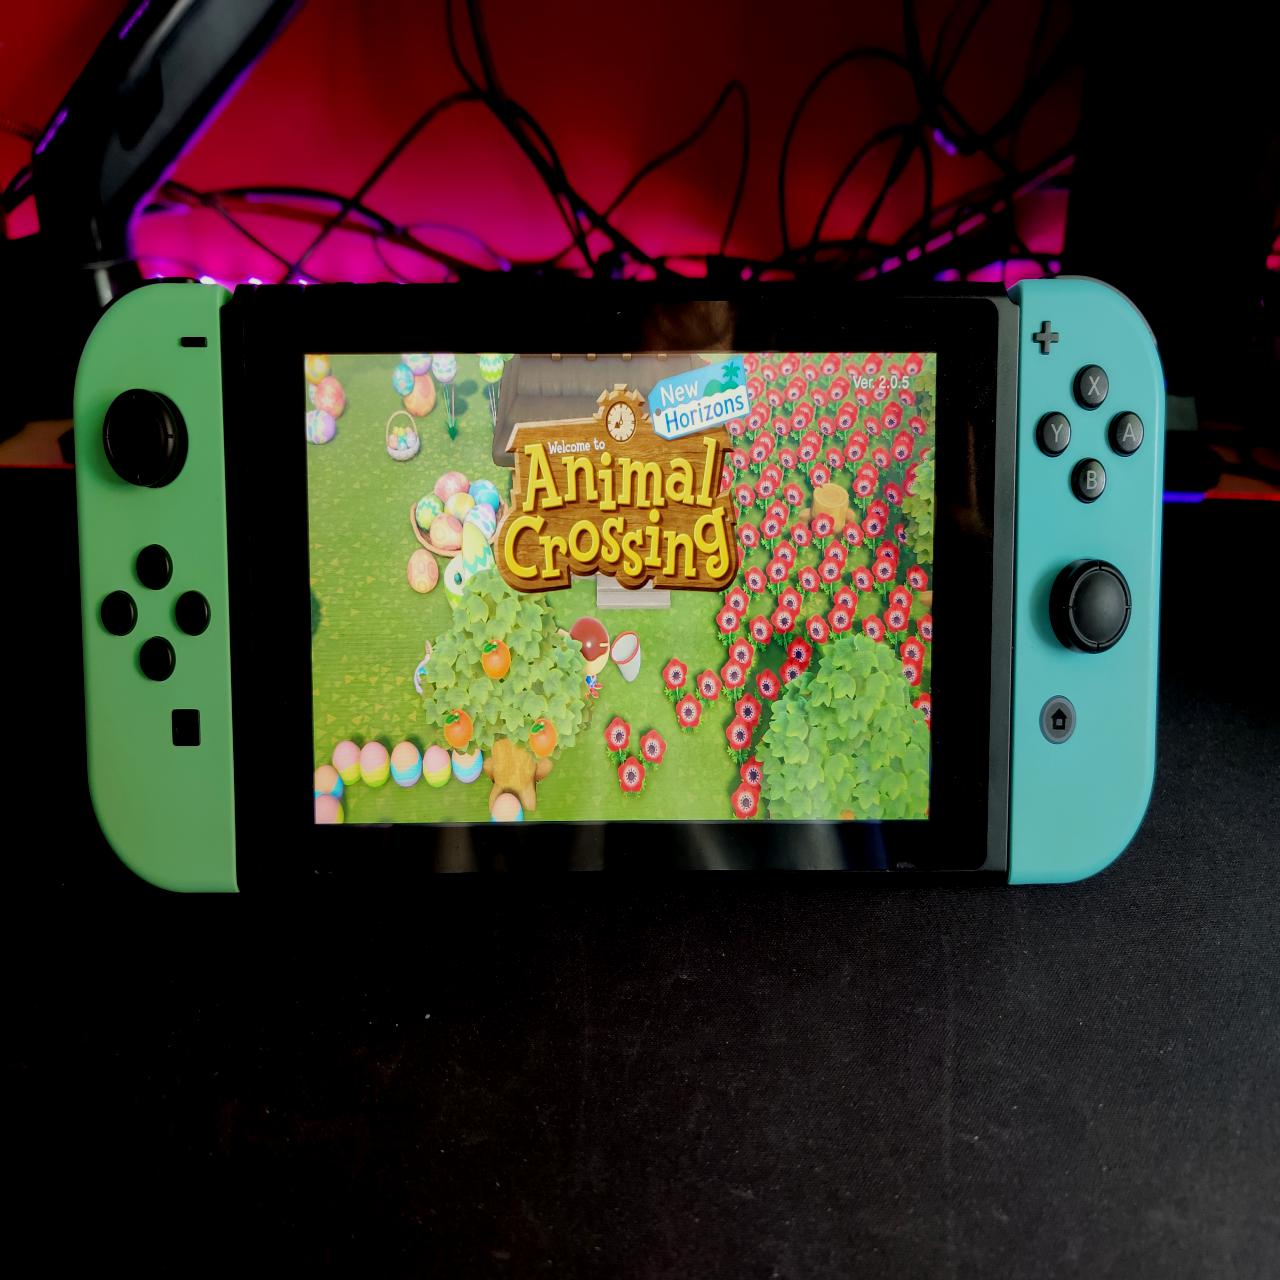 New
Horizons
Ver. 2.0.5
Welcome to
Animal
Crossing
X
Y
A
B